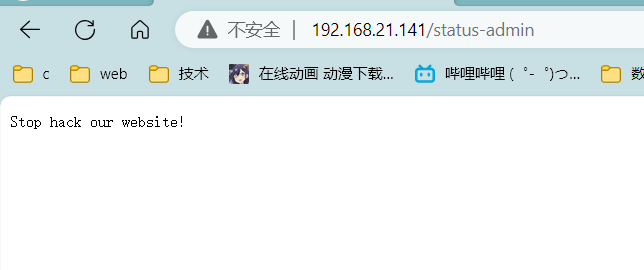 不安全 | 192.168.21.141/status-admin
c web 技术 在线动画 动漫下载... 哔哩哔哩 (゜-゜)つ... 数
Stop hack our website!